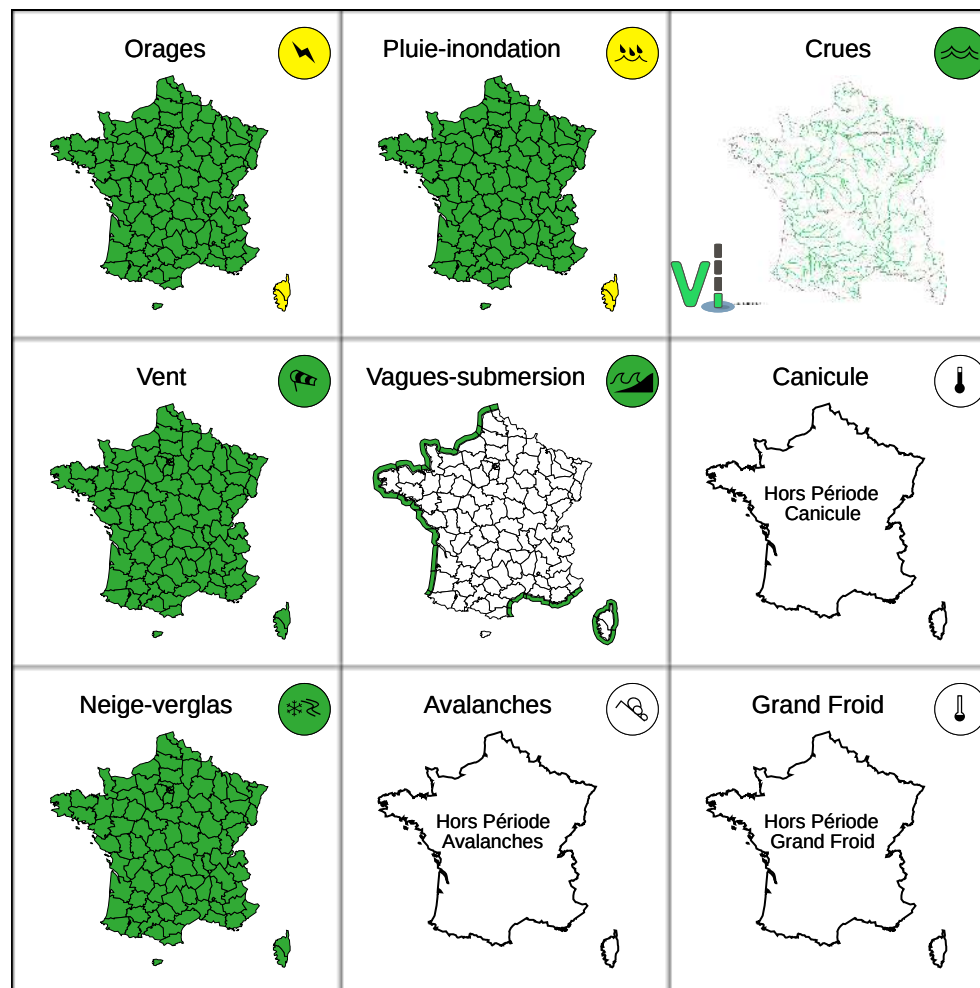 Orages
Pluie-inondation
Crues
Vi
Vent
Vagues-submersion
Canicule
Hors Période
Canicule
Neige-verglas
Avalanches
Grand Froid
Hors Période
Avalanches
Hors Période
Grand Froid